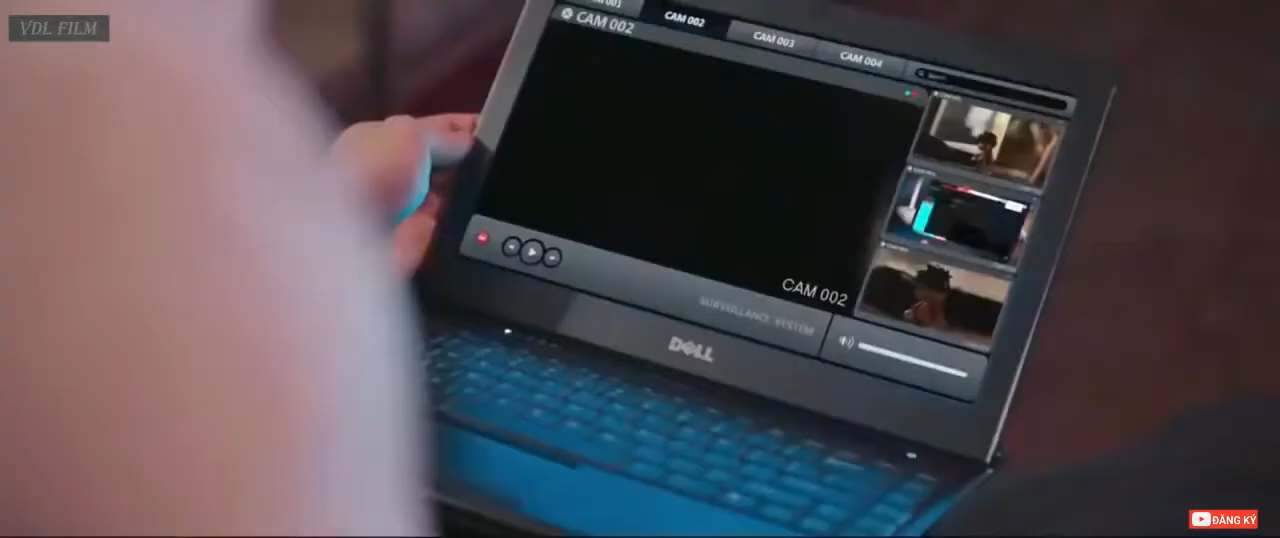 VDL FILM
CAM 002
CAM 003
CAM 004
CAM 002
CAM 002
SURVEILLANCE SYSTEM
DELL
ĐĂNG KÝ